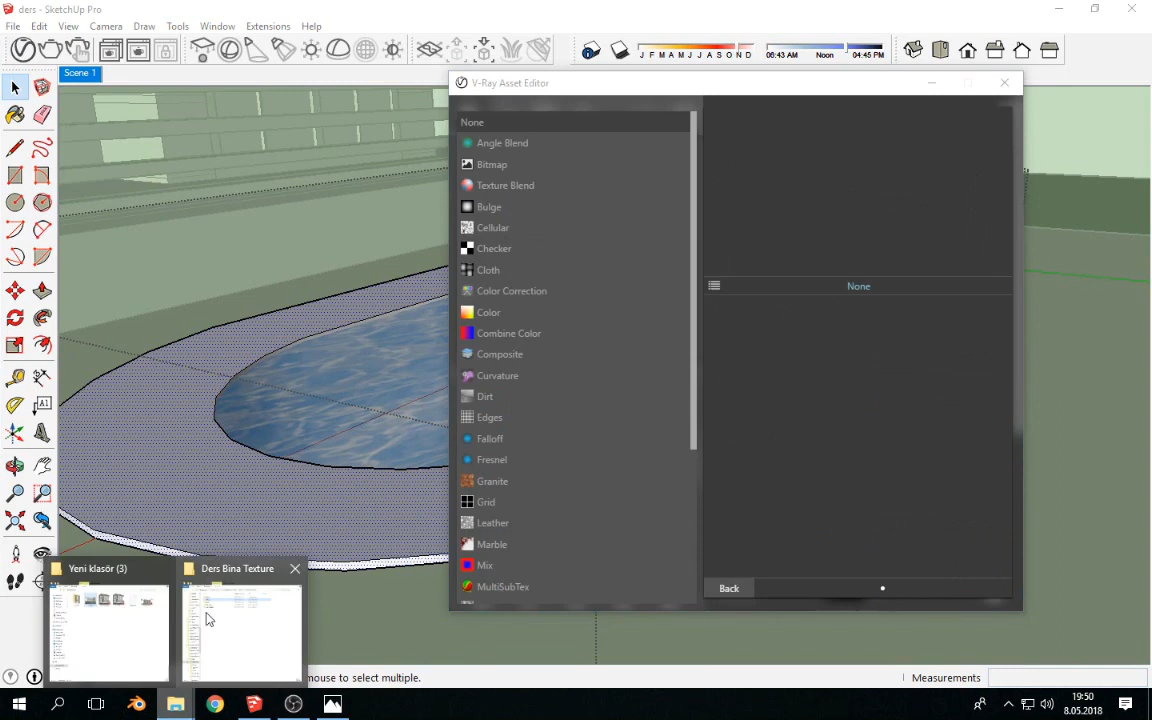 ders - SketchUp Pro
File Edit View Camera Draw Tools Window Extensions Help
J F M A M J J A S O N D
06:43 AM Noon 04:45 PM
Scene 1
V-Ray Asset Editor
None
Angle Blend
Bitmap
Texture Blend
Bulge
Cellular
Checker
Cloth
Color Correction
Color
Combine Color
Composite
Curvature
Dirt
Edges
Falloff
Fresnel
Granite
Grid
Leather
Marble
Mix
MultiSubTex
None
Back
A1
Yeni klasör (3)
Ders Bina Texture
mouse to select multiple.
Measurements
19:50
8.05.2018